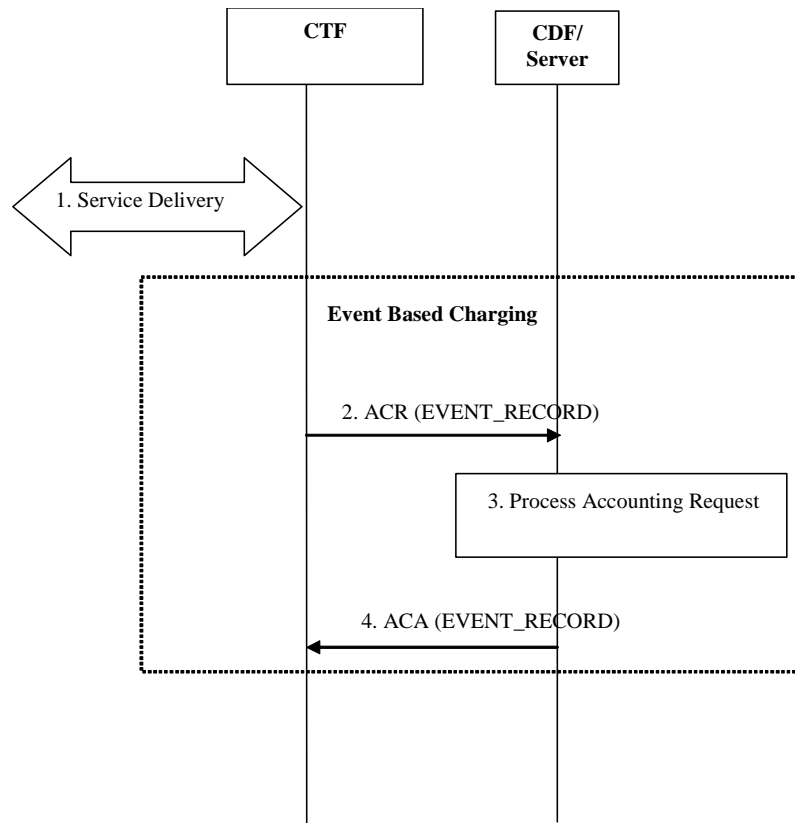 CTF
CDF/
Server
1. Service Delivery
Event Based Charging
2. ACR (EVENT_RECORD)
3. Process Accounting Request
4. ACA (EVENT_RECORD)